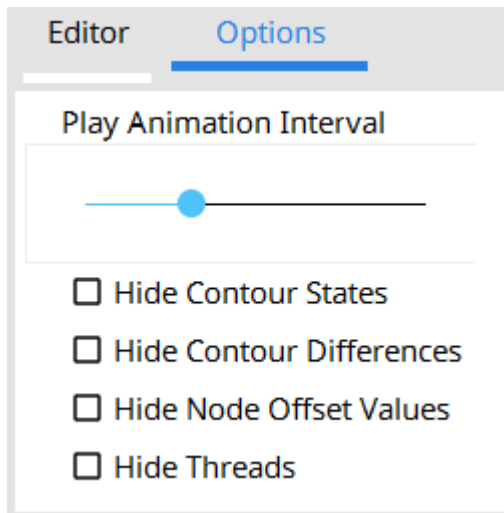 Editor Options
Play Animation Interval
Hide Contour States
Hide Contour Differences
Hide Node Offset Values
Hide Threads